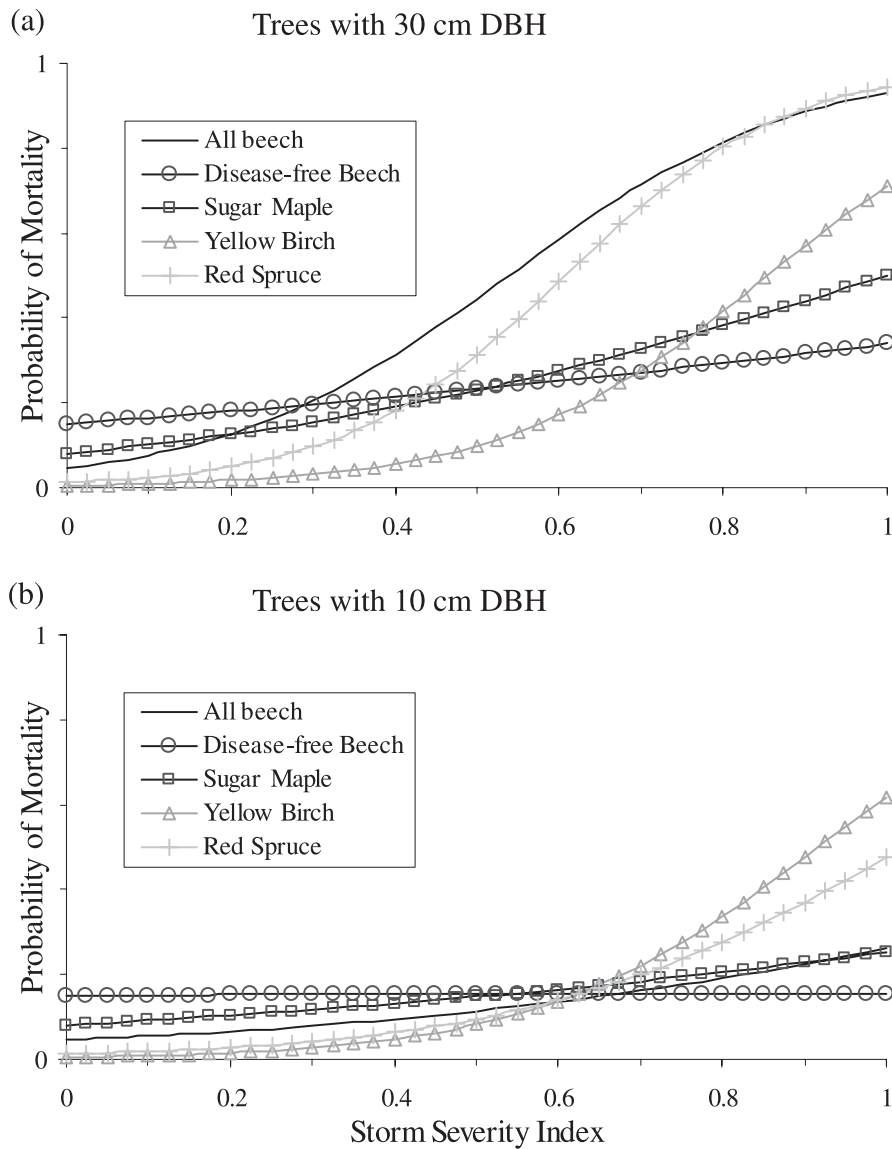 (a)
Trees with 30 cm DBH
1
All beech
Disease-free Beech
Sugar Maple
Yellow Birch
Red Spruce
Probability of Mortality
0
0 0.2 0.4 0.6 0.8 1
(b)
Trees with 10 cm DBH
1
All beech
Disease-free Beech
Sugar Maple
Yellow Birch
Red Spruce
Probability of Mortality
0
0 0.2 0.4 0.6 0.8 1
Storm Severity Index